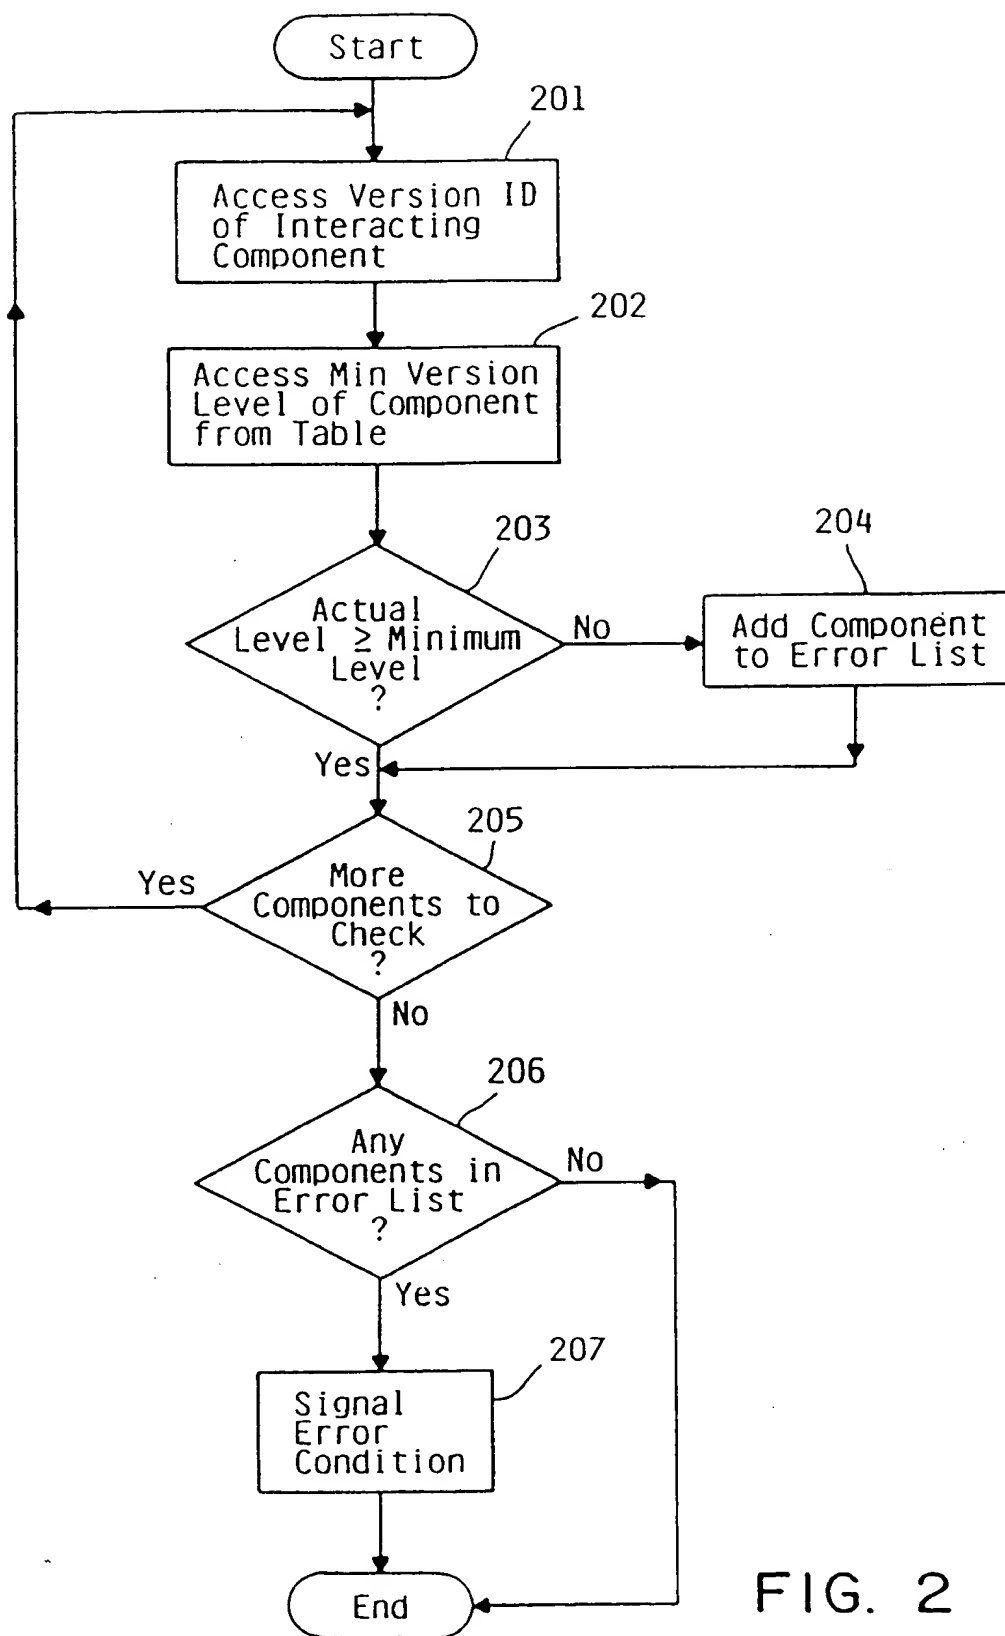 Start
201
Access Version ID
of Interacting
Component
202
Access Min Version
Level of Component
from Table
203
Actual
Level ≥ Minimum
Level
?
No
204
Add Component
to Error List
Yes
205
More
Components to
Check
?
Yes
No
206
Any
Components in
Error List
?
No
Yes
207
Signal
Error
Condition
End
FIG. 2